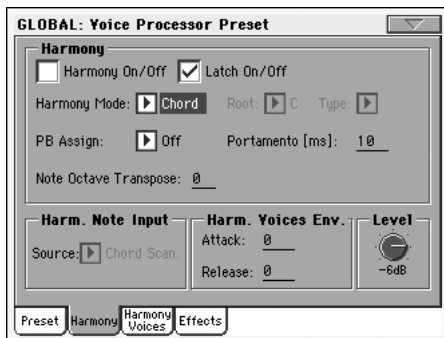 GLOBAL: Voice Processor Preset
Harmony
Harmony On/Off Latch On/Off
Harmony Mode: Chord Root: C Type:
PB Assign: Off Portamento [ms]: 10
Note Octave Transpose: 0
Harm. Note Input Harm. Voices Env. Level
Source: Chord Scan. Attack: 0
Release: 0 -6dB
Preset Harmony Harmony Voices Effects